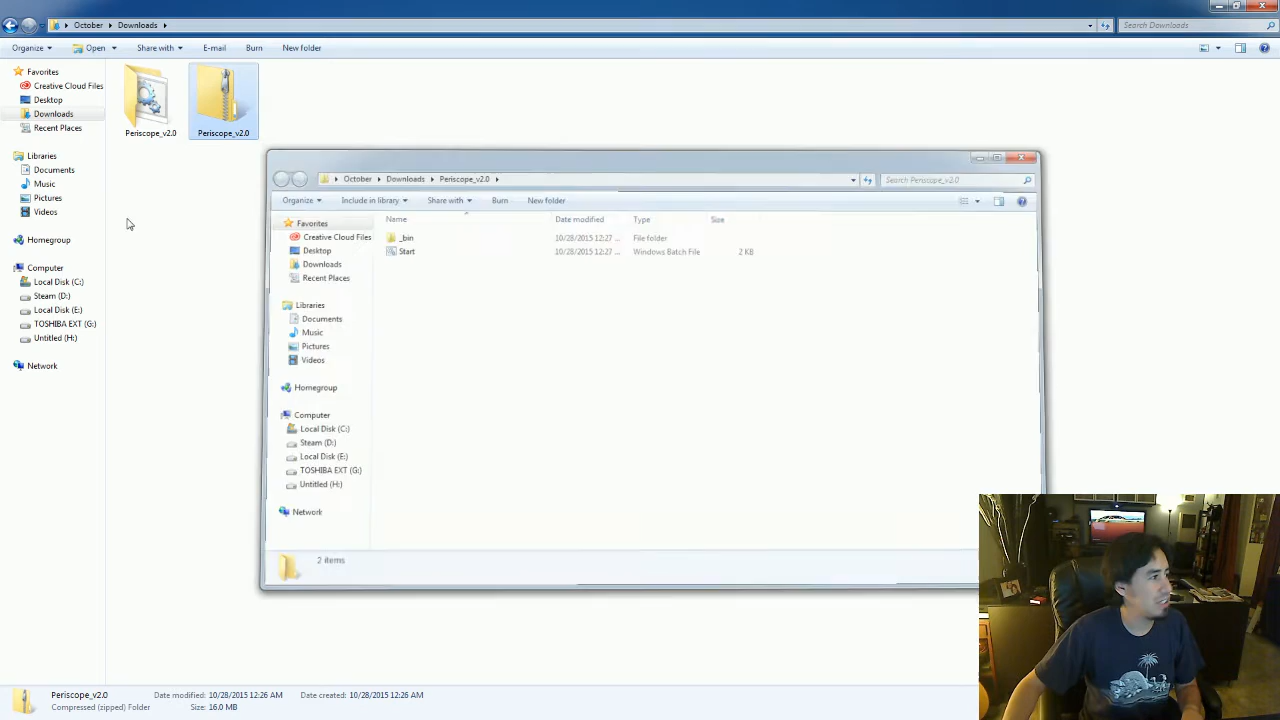 October Downloads
Search Downloads
Organize Open Share with E-mail Burn New folder
Favorites
Creative Cloud Files
Desktop
Downloads
Recent Places
Libraries
Documents
Music
Pictures
Videos
Homegroup
Computer
Local Disk (C:)
Steam (D:)
Local Disk (E:)
TOSHIBA EXT (G:)
Untitled (H:)
Network
Periscope_v2.0 Periscope_v2.0
October Downloads Periscope_v2.0
Search Periscope_v2.0
Organize Include in library Share with Burn New folder
Favorites
Creative Cloud Files
Desktop
Downloads
Recent Places
Libraries
Documents
Music
Pictures
Videos
Homegroup
Computer
Local Disk (C:)
Steam (D:)
Local Disk (E:)
TOSHIBA EXT (G:)
Untitled (H:)
Network
Name Date modified Type Size
_bin 10/28/2015 12:27 ... File folder
Start 10/28/2015 12:27 ... Windows Batch File 2 KB
2 items
Periscope_v2.0 Date modified: 10/28/2015 12:26 AM Date created: 10/28/2015 12:26 AM
Compressed (zipped) Folder Size: 16.0 MB